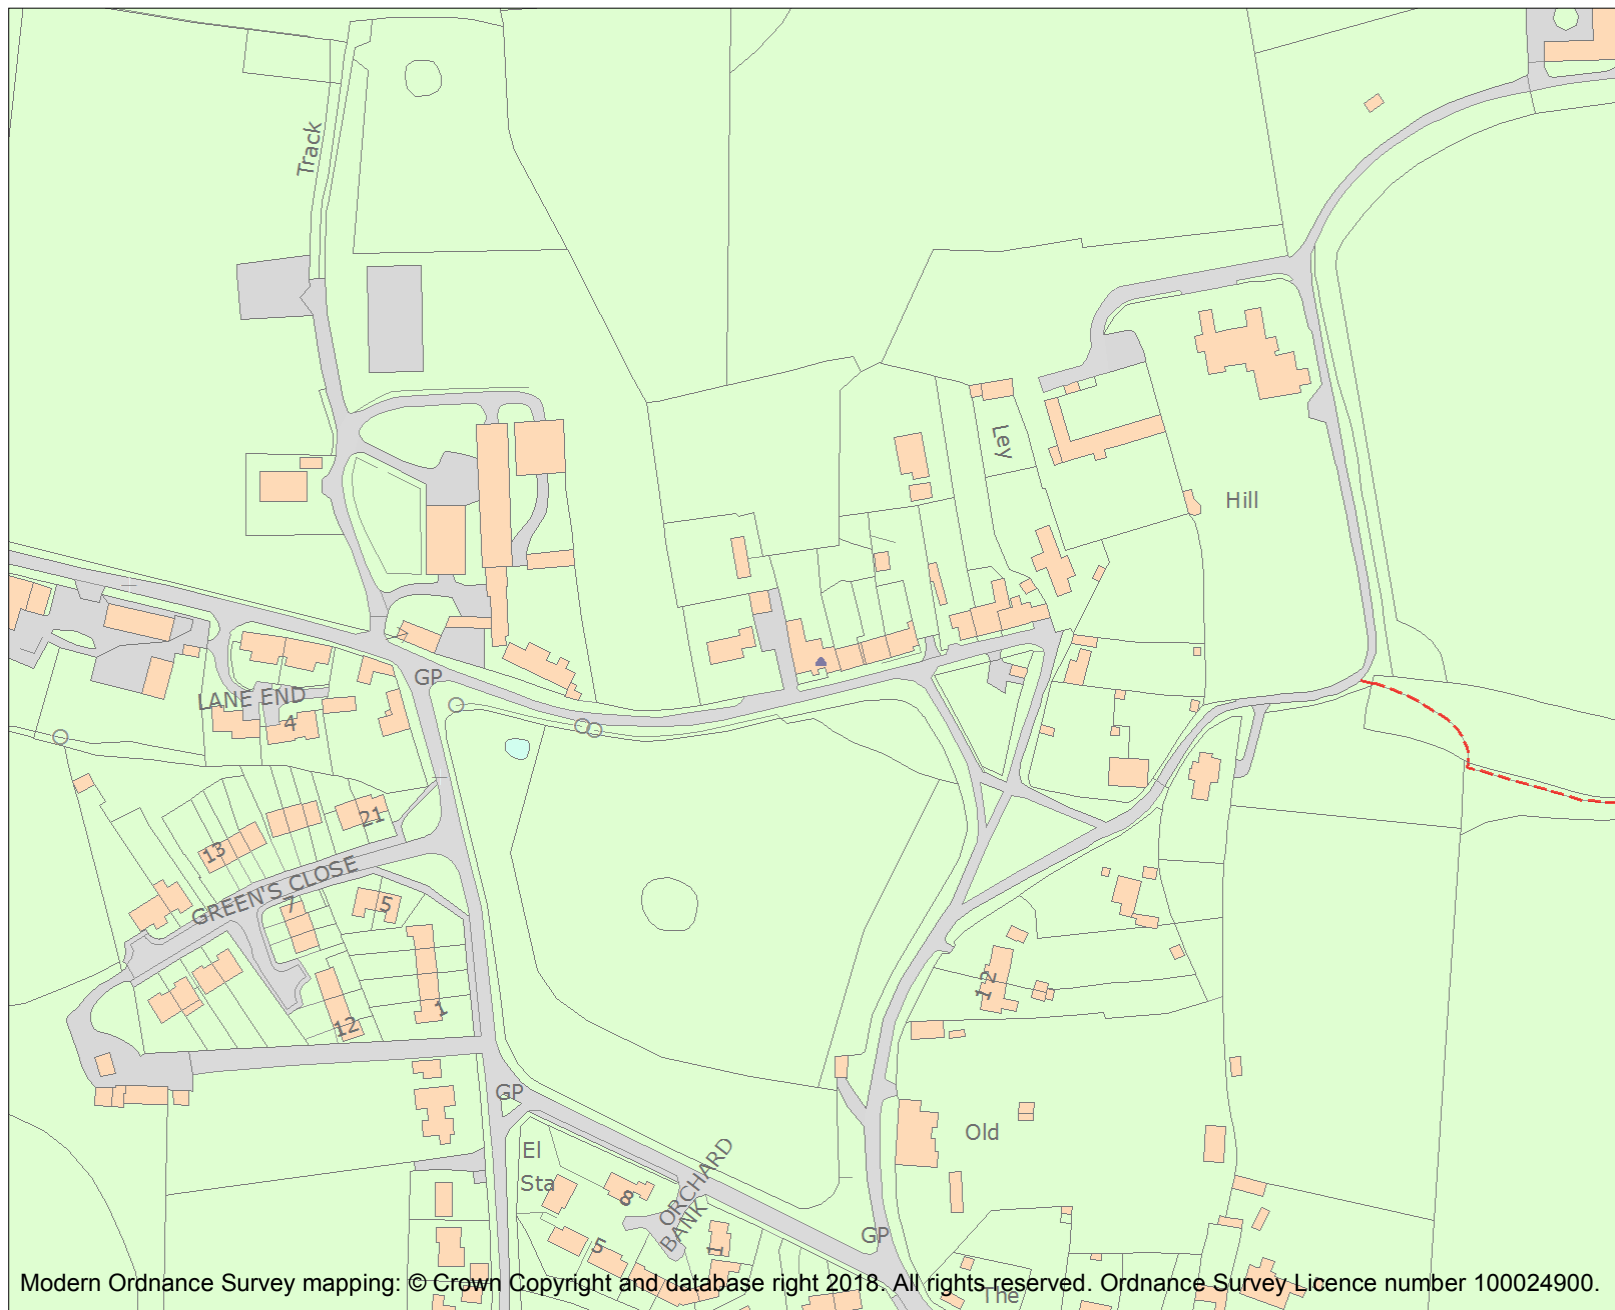 Track
Ley
Hill
GP
LANE END
4
21
13
GREEN'S CLOSE
7
5
12
1
12
GP
El
Sta
Old
ORCHARD
BANK
8
5
1
GP
The
Modern Ordnance Survey mapping: © Crown Copyright and database right 2018. All rights reserved. Ordnance Survey Licence number 100024900.